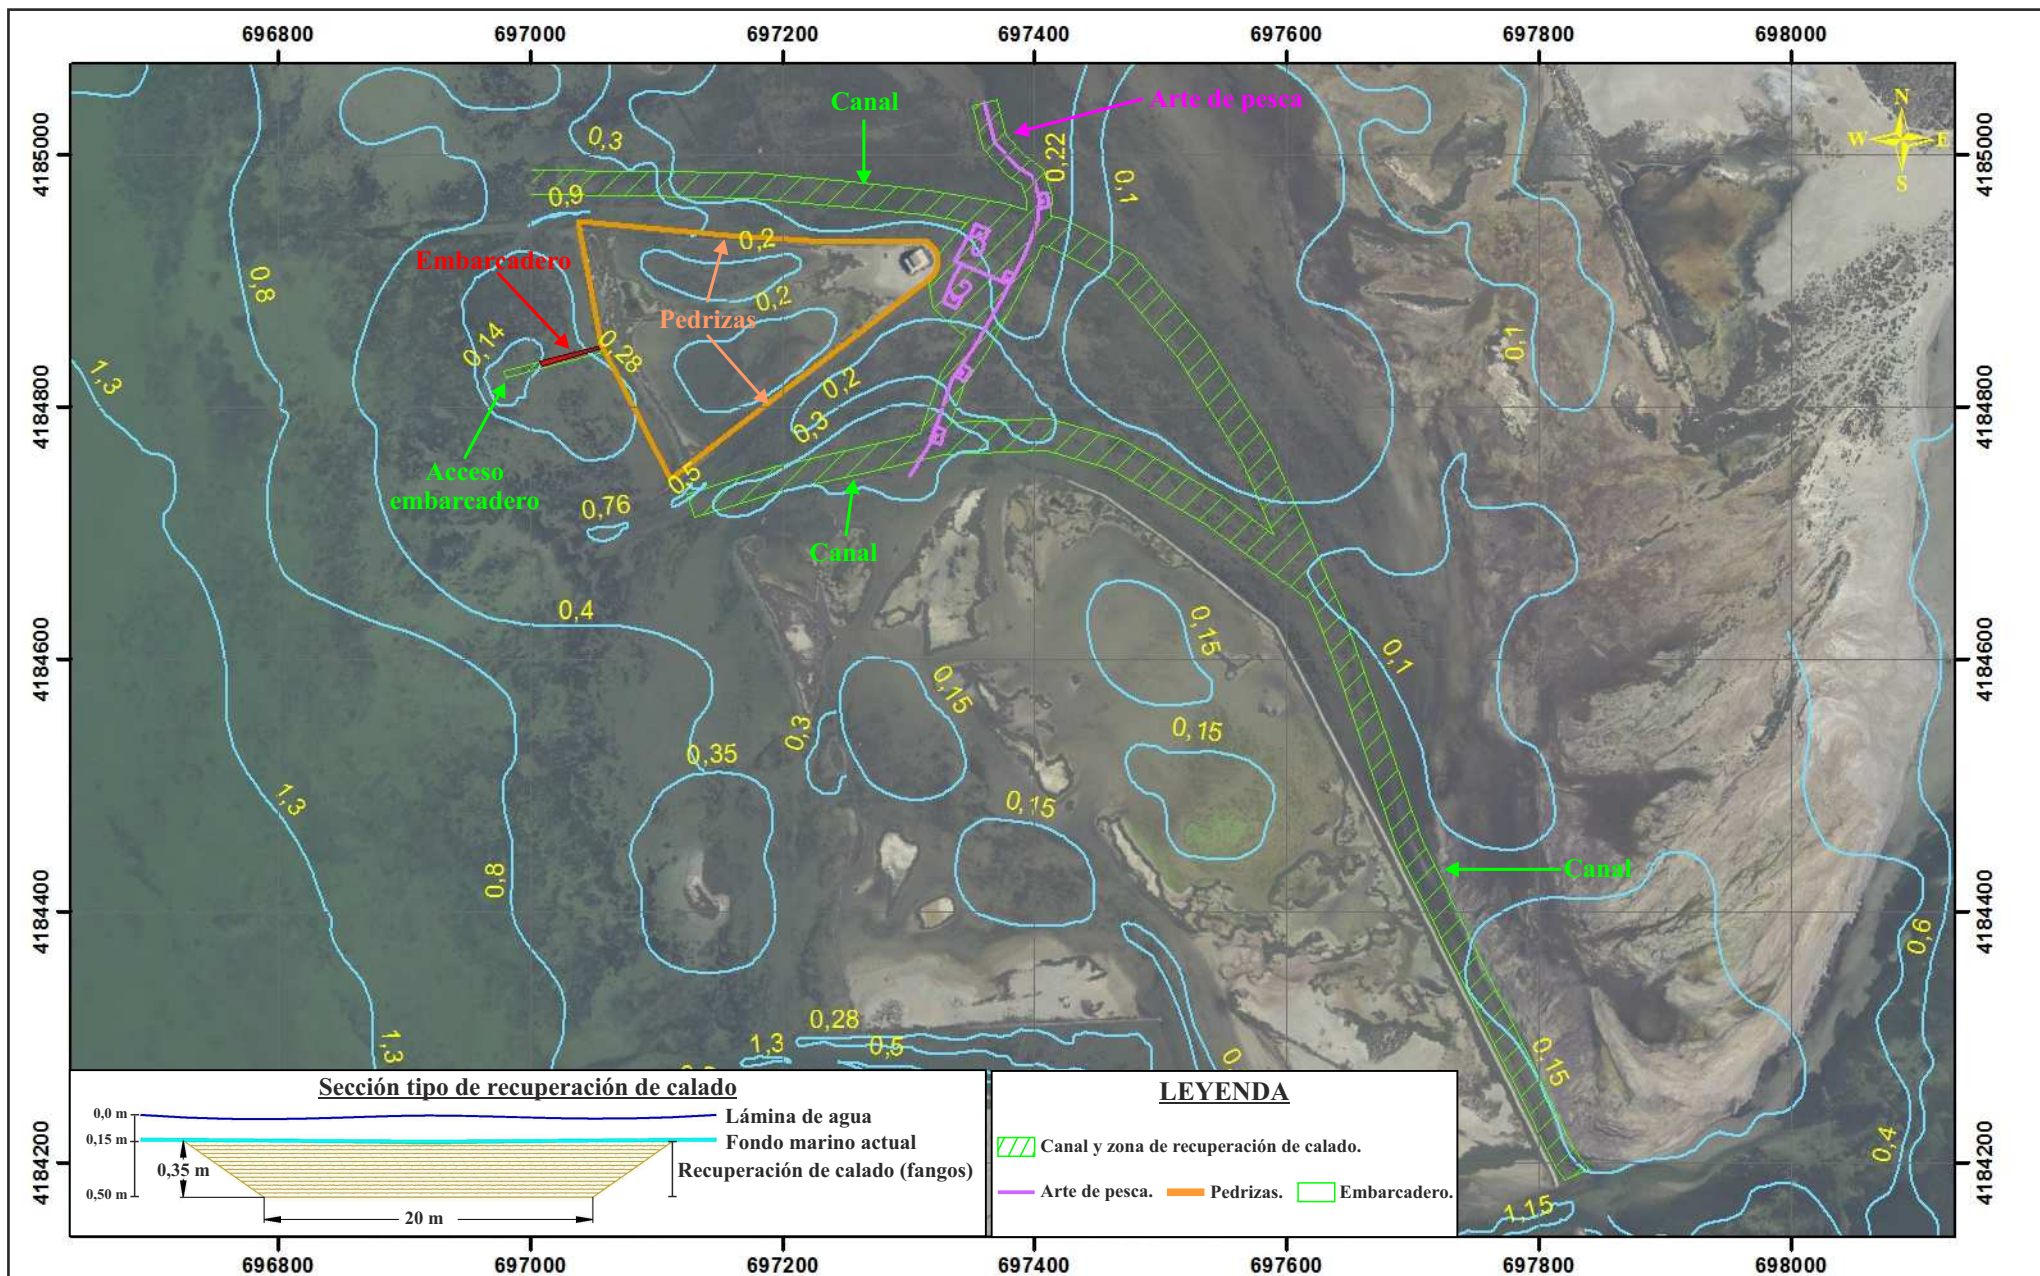 696800 697000 697200 697400 697600 697800 698000
4185000 4184800 4184600 4184400 4184200
4185000 4184800 4184600 4184400 4184200
Canal
Arte de pesca
N
W E
S
0,3
0,22
0,1
0,9
0,2
Embarcadero
0,8
0,2
Pedrizas
0,14
0,28
0,1
1,3
0,2
0,3
Acceso
embarcadero
0,5
0,76
Canal
0,4
0,15
0,1
0,15
0,3
0,15
0,35
1,3
0,15
0,8
Canal
0,6
0,28
1,3
0,5
1,3
0
0,15
0,4
1,15
Sección tipo de recuperación de calado
0,0 m
Lámina de agua
0,15 m
Fondo marino actual
0,35 m
Recuperación de calado (fangos)
0,50 m
20 m
LEYENDA
Canal y zona de recuperación de calado.
Arte de pesca. Pedrizas. Embarcadero.
696800 697000 697200 697400 697600 697800 698000